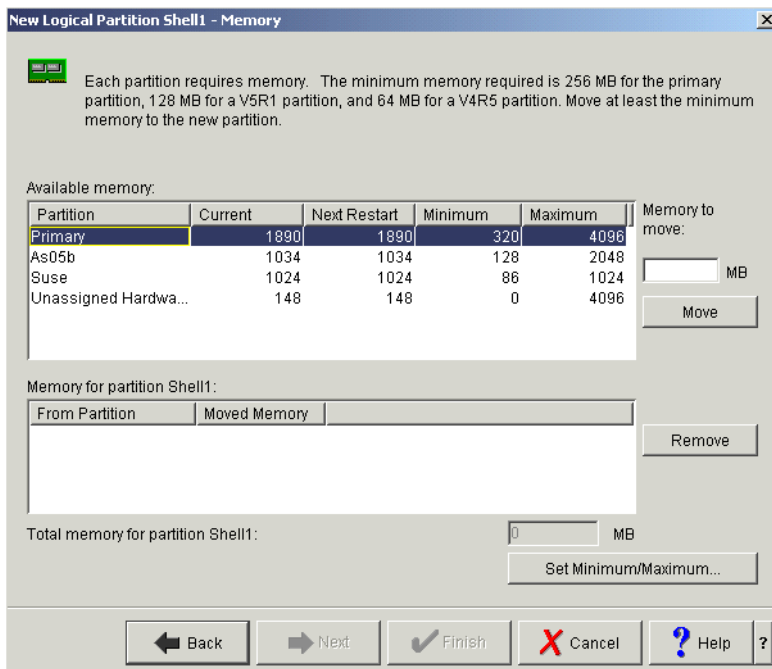 New Logical Partition Shell1 - Memory
Each partition requires memory. The minimum memory required is 256 MB for the primary
partition, 128 MB for a V5R1 partition, and 64 MB for a V4R5 partition. Move at least the minimum
memory to the new partition.
Available memory:
Partition Current Next Restart Minimum Maximum
Primary 1890 1890 320 4096
As05b 1034 1034 128 2048
Suse 1024 1024 86 1024
Unassigned Hardwa... 148 148 0 4096
Memory to
move:
MB
Move
Memory for partition Shell1:
From Partition Moved Memory
Remove
Total memory for partition Shell1:
0 MB
Set Minimum/Maximum...
Back Next Finish Cancel ? Help ?